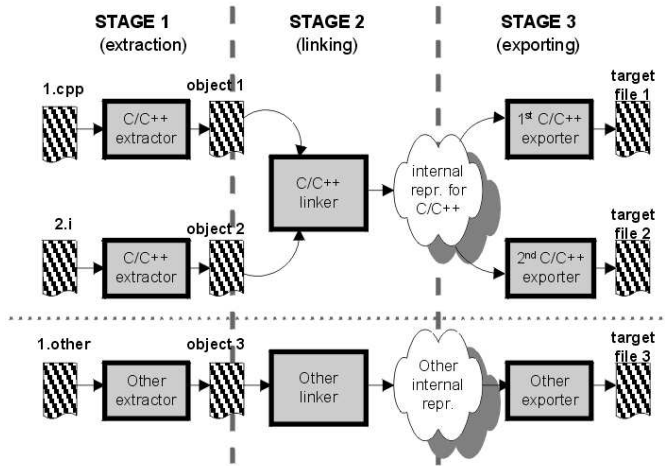 STAGE 1
(extraction)
STAGE 2
(linking)
STAGE 3
(exporting)
1.cpp
C/C++
extractor
object 1
C/C++
linker
internal
repr. for
C/C++
1st C/C++
exporter
target
file 1
2.i
C/C++
extractor
object 2
2nd C/C++
exporter
target
file 2
1.other
Other
extractor
object 3
Other
linker
Other
internal
repr.
Other
exporter
target
file 3